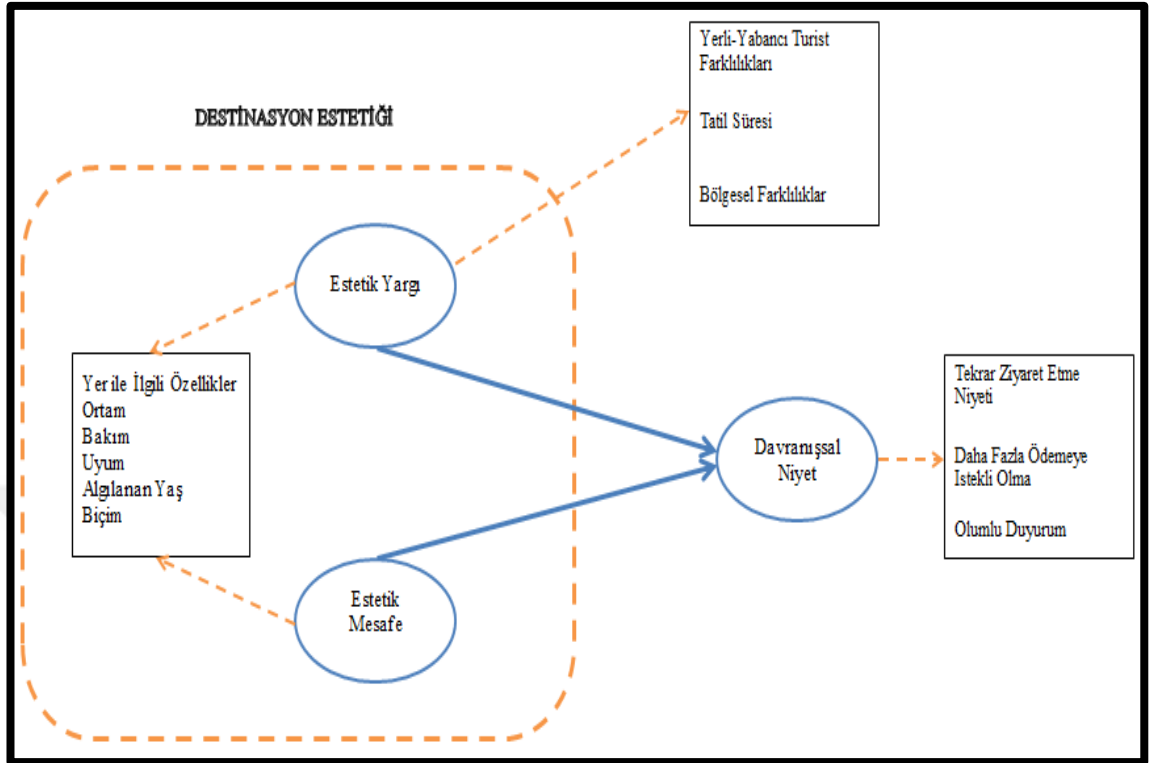 DESTİNASYON ESTETİĞİ
Yerli-Yabancı Turist
Farklılıkları
Tatil Süresi
Bölgesel Farklılıklar
Estetik Yargı
Yer ile İlgili Özellikler
Ortam
Bakım
Uyum
Algılanan Yaş
Biçim
Estetik
Mesafe
Davranışsal
Niyet
Tekrar Ziyaret Etme
Niyeti
Daha Fazla Ödemeye
Istekli Olma
Olumlu Duyurum